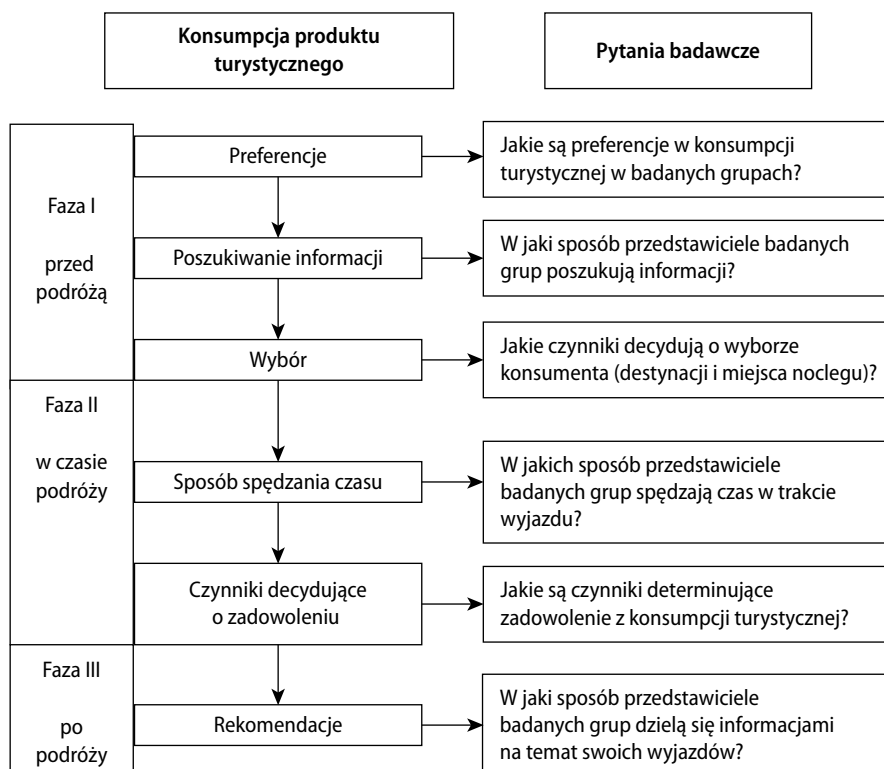 Konsumpcja produktu
turystycznego
Pytania badawcze
Faza I
przed
podróżą
Preferencje
Jakie są preferencje w konsumpcji
turystycznej w badanych grupach?
Poszukiwanie informacji
W jaki sposób przedstawiciele badanych
grup poszukują informacji?
Wybór
Jakie czynniki decydują o wyborze
konsumenta (destynacji i miejsca noclegu)?
Faza II
w czasie
podróży
Sposób spędzania czasu
W jakich sposób przedstawiciele
badanych grup spędzają czas w trakcie
wyjazdu?
Czynniki decydujące
o zadowoleniu
Jakie są czynniki determinujące
zadowolenie z konsumpcji turystycznej?
Faza III
po
podróży
Rekomendacje
W jaki sposób przedstawiciele
badanych grup dzielą się informacjami
na temat swoich wyjazdów?